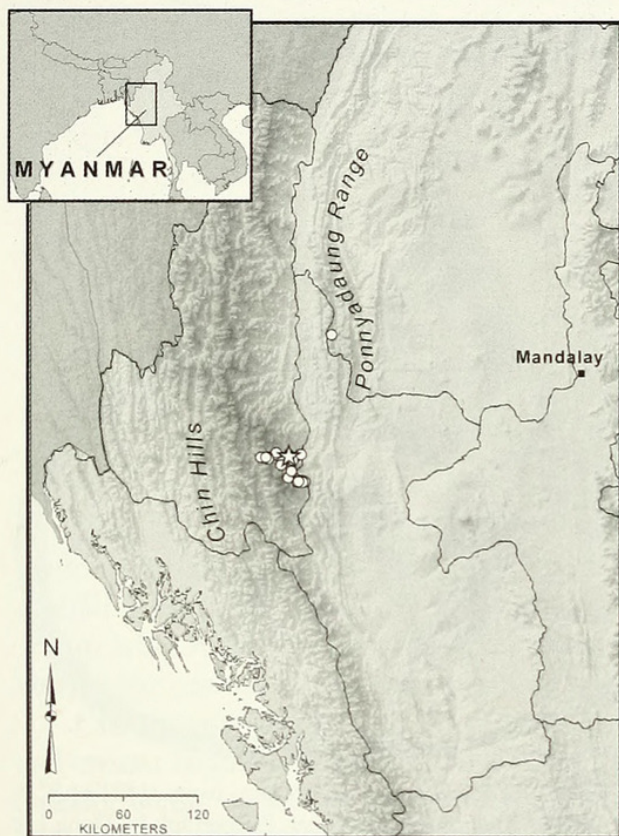 MYANMAR
Ponnyadaung Range
Mandalay
Chin Hills
N
0 60 120
KILOMETERS